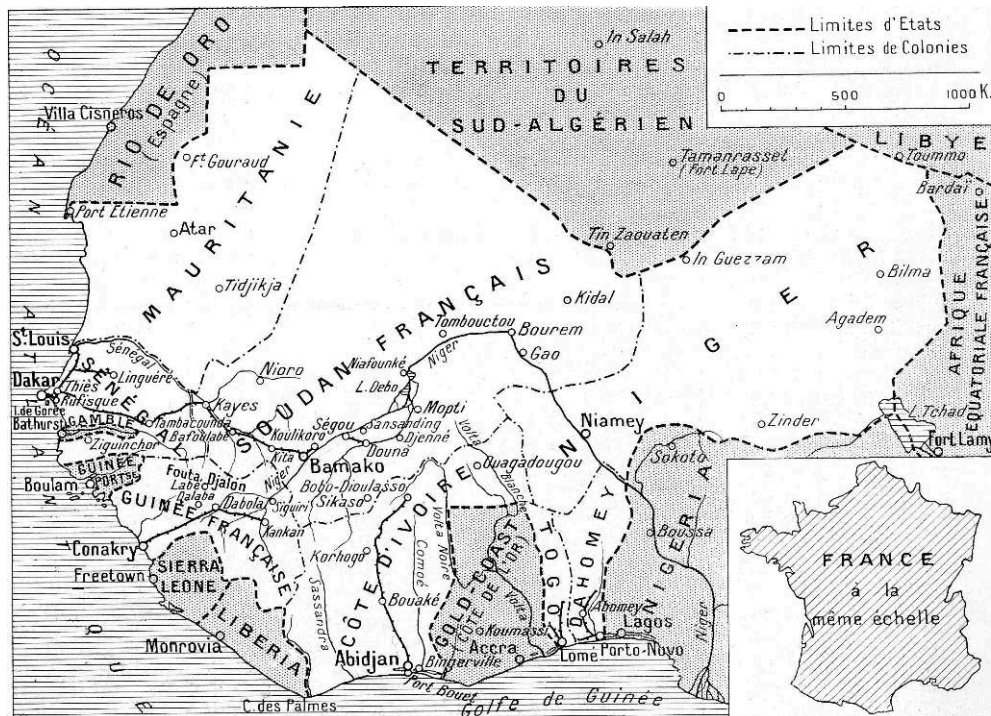 Limites d'Etats
Limites de Colonies
0 500 1000 K.
OCÉAN ATLANTIQUE
RIO DE ORO
(Espagne)
Villa Cisneros
Port Etienne
Ft. Gouraud
Atar
Tidjikja
MAURITANIE
In Salah
TERRITOIRES
DU
SUD-ALGÉRIEN
Tamanrassel
(Fort Lape)
Tin Zaouaten
In Guezzam
LIBYE
Toummo
Bardaï
AFRIQUE
EQUATORIALE FRANÇAISE
NIGER
Bilma
Agadem
Zinder
L. Tchad
Fort Lamy
Niamey
SOUDAN FRANÇAIS
Kidal
Tombouctou
Bourem
Gao
Niger
Niafounké
L. Debo
Mopti
Sansanding
Ségou
Djenné
Douna
Koulikoro
Bamako
Kita
Bafoulabé
Kayes
Nioro
Niger
Sikaso
St. Louis
Sénégal
Linguère
Dakar
Thiès
Rufisque
I. de Gorée
SÉNÉGAL
Tambacounda
Bathurst
GAMBIE
Ziguinchor
GUINÉE
PORTSE
Boulam
Fouta-Djalon
Labé
Dalaba
Dabola
Siguiri
Kankan
GUINÉE FRANÇAISE
Conakry
Freetown
SIERRA
LEONE
Monrovia
LIBERIA
C. des Palmes
CÔTE D'IVOIRE
Bobo-Dioulasso
Korhogo
Bouaké
Sassandra
Comoé
Abidjan
Bingerville
Port Bouet
Volta Noire
Volta
Blanche
Ouagadougou
GOLD-COAST
(CÔTE DE L'OR)
Volta
Koumassi
Accra
TOGO
Lomé
DAHOMEY
Abomey
Porto-Novo
Lagos
NIGERIA
Sokoto
Boussa
Niger
Golfe de Guinée
FRANCE
à la
même échelle